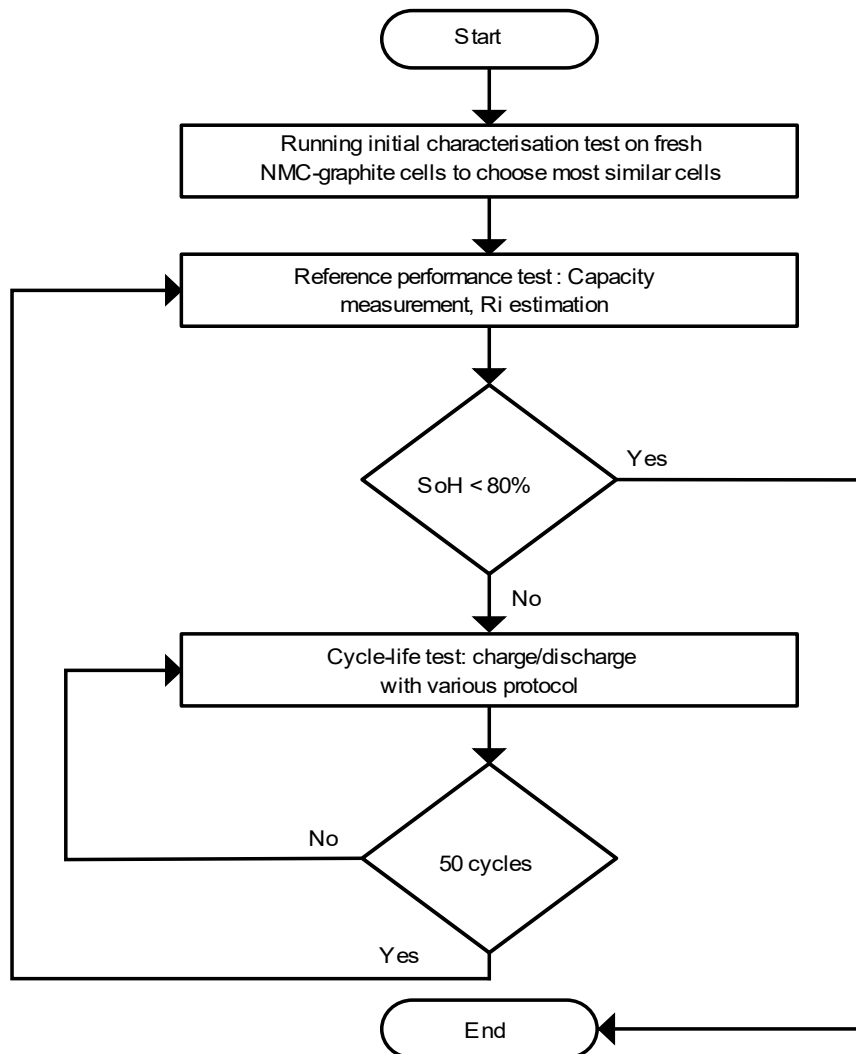 Start
Running initial characterisation test on fresh
NMC-graphite cells to choose most similar cells
Reference performance test : Capacity
measurement, Ri estimation
Yes
SoH < 80%
No
Cycle-life test: charge/discharge
with various protocol
No
50 cycles
Yes
End